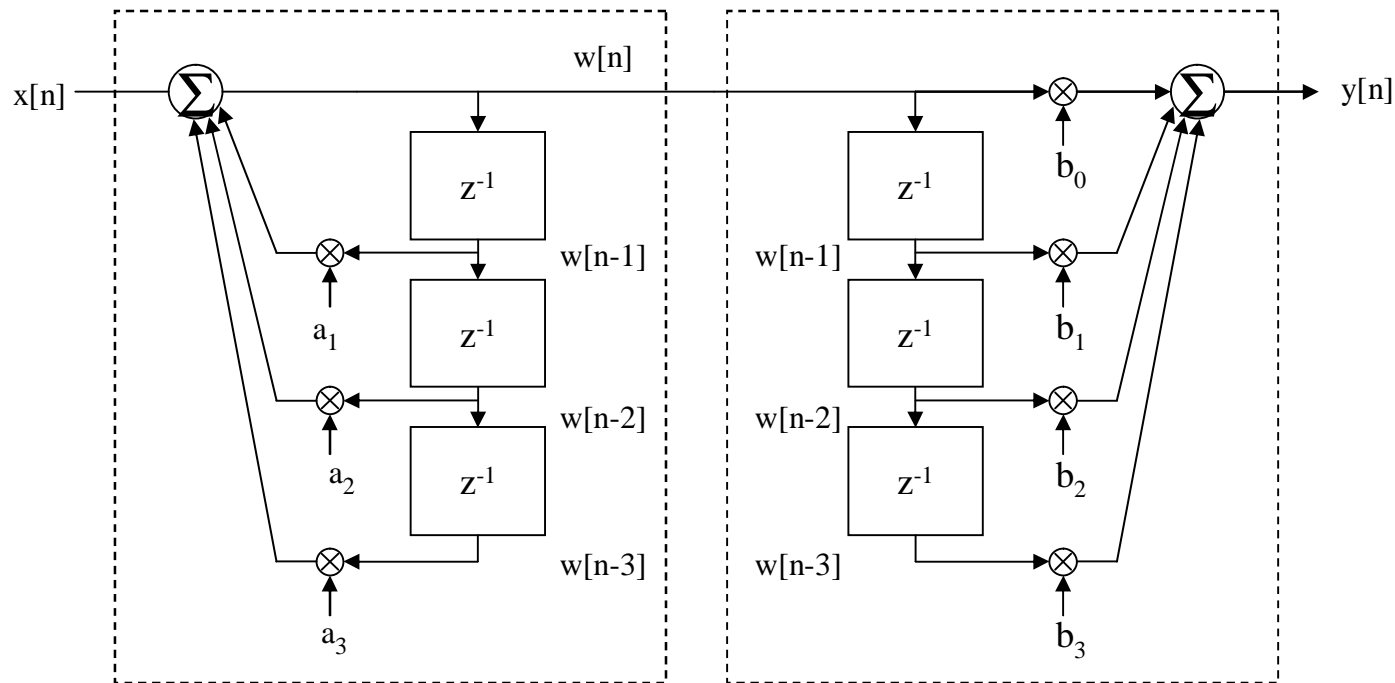 w[n]
x[n] Σ Σ y[n]
z⁻¹ z⁻¹ b₀
w[n-1] w[n-1]
a₁ z⁻¹ z⁻¹ b₁
w[n-2] w[n-2]
a₂ z⁻¹ z⁻¹ b₂
w[n-3] w[n-3]
a₃ b₃